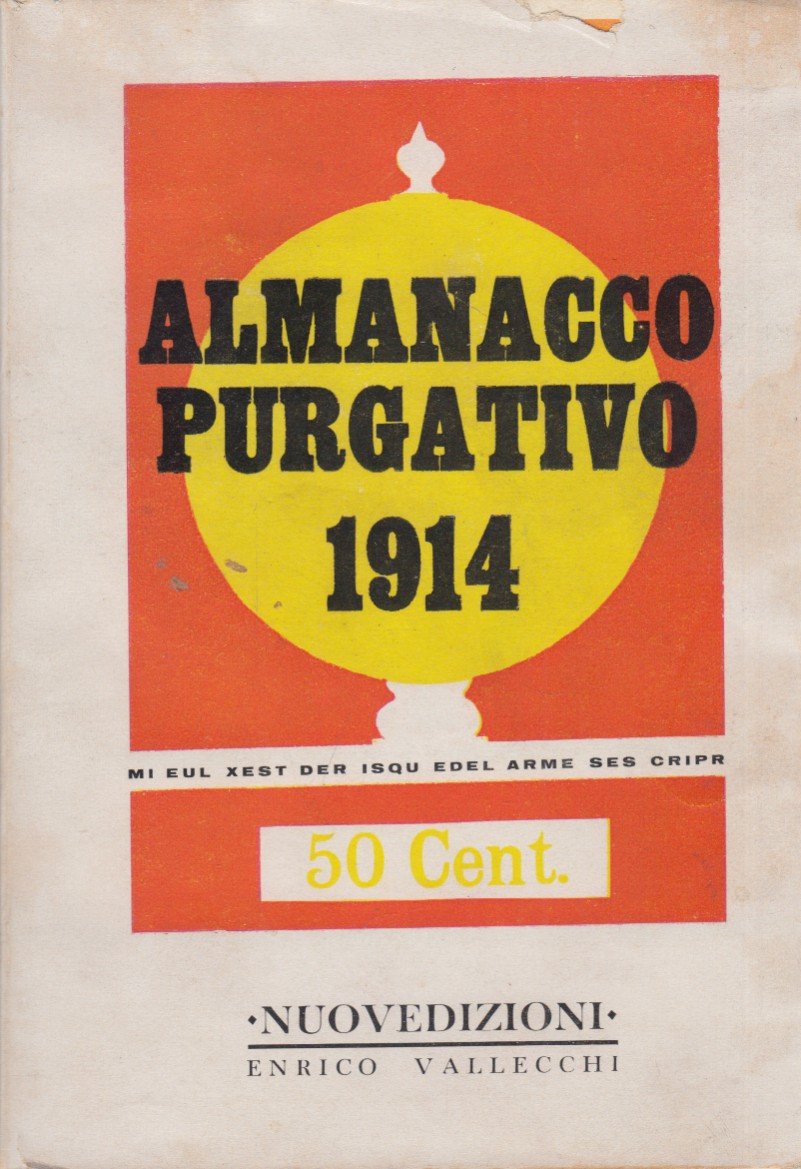 ALMANACCO
PURGATIVO
1914
MI EUL XEST DER ISQU EDEL ARME SES CRIPR
50 Cent.
·NUOVEDIZIONI·
ENRICO VALLECCHI